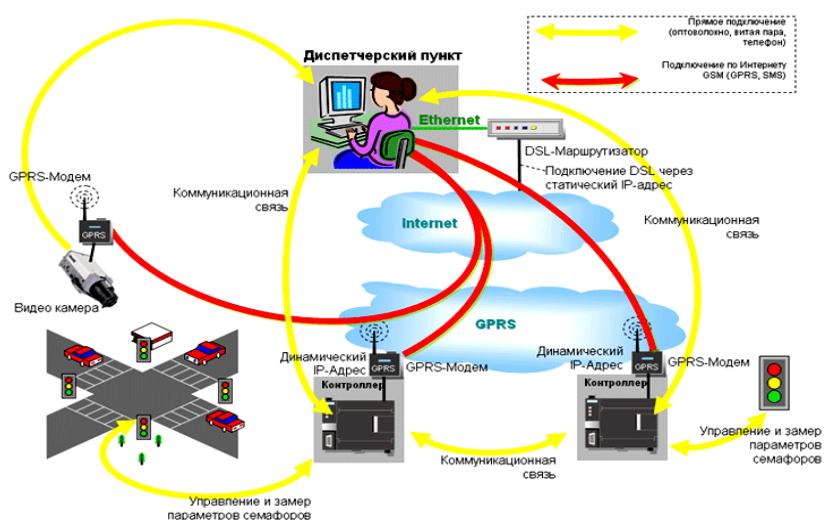 Прямое подключение
(оптоволокно, витая пара,
телефон)
Подключение по Интернету
GSM (GPRS, SMS)
Диспетчерский пункт
Ethernet
DSL-Маршрутизатор
Подключение DSL через
статический IP-адрес
GPRS-Модем
GPRS
Видео камера
Коммуникационная
связь
Internet
Коммуникационная
связь
GPRS
Динамический
IP-Адрес
GPRS
GPRS-Модем
Контроллер
Динамический
IP-Адрес
GPRS
GPRS-Модем
Контроллер
Коммуникационная
связь
Управление и замер
параметров семафоров
Управление и замер
параметров
семафоров